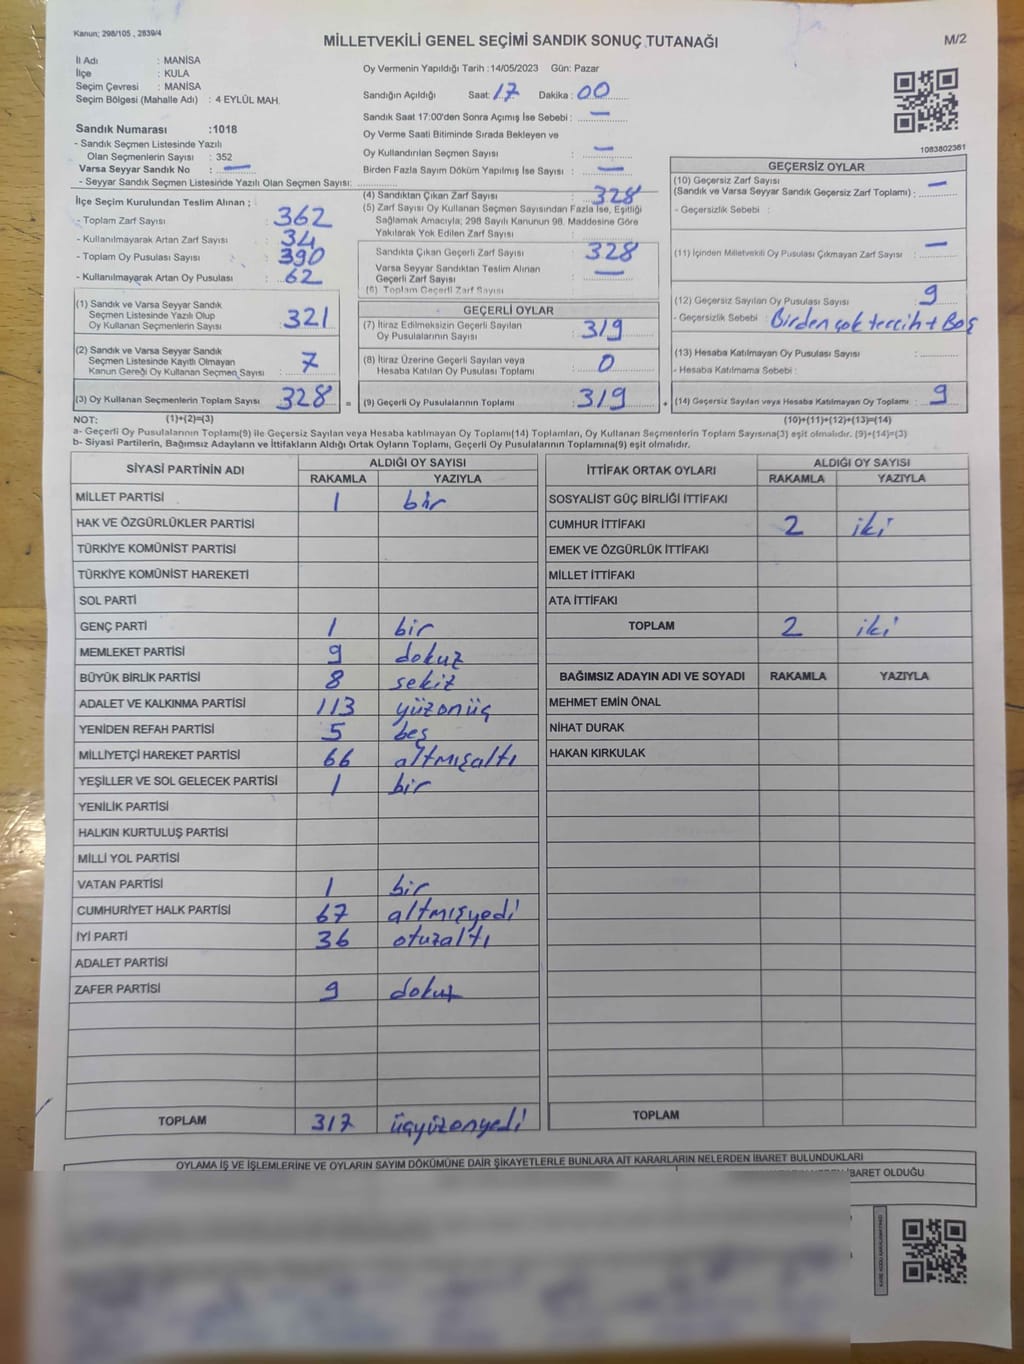 Kanun; 298/105 , 2839/4
MİLLETVEKİLİ GENEL SEÇİMİ SANDIK SONUÇ TUTANAĞI
M/2
İl Adı : MANİSA
İlçe : KULA
Seçim Çevresi : MANİSA
Seçim Bölgesi (Mahalle Adı) : 4 EYLÜL MAH.
Oy Vermenin Yapıldığı Tarih :14/05/2023 Gün: Pazar
Sandığın Açıldığı Saat: 17 Dakika : 00
Sandık Saat 17:00'den Sonra Açımış İse Sebebi : —
Oy Verme Saati Bitiminde Sırada Bekleyen ve
Oy Kullandırılan Seçmen Sayısı : —
Birden Fazla Sayım Döküm Yapılmış İse Sayısı : —
1083802361
Sandık Numarası :1018
- Sandık Seçmen Listesinde Yazılı
Olan Seçmenlerin Sayısı : 352
Varsa Seyyar Sandık No : —
- Seyyar Sandık Seçmen Listesinde Yazılı Olan Seçmen Sayısı:
İlçe Seçim Kurulundan Teslim Alınan ;
- Toplam Zarf Sayısı : 362
- Kullanılmayarak Artan Zarf Sayısı : 34
- Toplam Oy Pusulası Sayısı : 390
- Kullanılmayarak Artan Oy Pusulası : 62
(1) Sandık ve Varsa Seyyar Sandık
Seçmen Listesinde Yazılı Olup
Oy Kullanan Seçmenlerin Sayısı : 321
(2) Sandık ve Varsa Seyyar Sandık
Seçmen Listesinde Kayıtlı Olmayan
Kanun Gereği Oy Kullanan Seçmen Sayısı : 7
(3) Oy Kullanan Seçmenlerin Toplam Sayısı : 328 =
(4) Sandıktan Çıkan Zarf Sayısı : 328
(5) Zarf Sayısı Oy Kullanan Seçmen Sayısından Fazla İse, Eşitliği
Sağlamak Amacıyla; 298 Sayılı Kanunun 98. Maddesine Göre
Yakılarak Yok Edilen Zarf Sayısı :
Sandıkta Çıkan Geçerli Zarf Sayısı : 328
Varsa Seyyar Sandıktan Teslim Alınan
Geçerli Zarf Sayısı : —
(6) Toplam Geçerli Zarf Sayısı :
GEÇERLİ OYLAR
(7) İtiraz Edilmeksizin Geçerli Sayılan
Oy Pusulalarının Sayısı : 319
(8) İtiraz Üzerine Geçerli Sayılan veya
Hesaba Katılan Oy Pusulası Toplamı : 0
(9) Geçerli Oy Pusulalarının Toplamı : 319 +
GEÇERSİZ OYLAR
(10) Geçersiz Zarf Sayısı
(Sandık ve Varsa Seyyar Sandık Geçersiz Zarf Toplamı) : —
- Geçersizlik Sebebi :
(11) İçinden Milletvekili Oy Pusulası Çıkmayan Zarf Sayısı : —
(12) Geçersiz Sayılan Oy Pusulası Sayısı : 9
- Geçersizlik Sebebi : Birden çok tercih + Boş
(13) Hesaba Katılmayan Oy Pusulası Sayısı :
- Hesaba Katılmama Sebebi :
(14) Geçersiz Sayılan veya Hesaba Katılmayan Oy Toplamı : 9
NOT: (1)+(2)=(3) (10)+(11)+(12)+(13)=(14)
a- Geçerli Oy Pusulalarının Toplamı(9) ile Geçersiz Sayılan veya Hesaba katılmayan Oy Toplamı(14) Toplamları, Oy Kullanan Seçmenlerin Toplam Sayısına(3) eşit olmalıdır. (9)+(14)=(3)
b- Siyasi Partilerin, Bağımsız Adayların ve İttifakların Aldığı Ortak Oyların Toplamı, Geçerli Oy Pusulalarının Toplamına(9) eşit olmalıdır.
SİYASİ PARTİNİN ADI ALDIĞI OY SAYISI
RAKAMLA YAZIYLA
MİLLET PARTİSİ 1 bir
HAK VE ÖZGÜRLÜKLER PARTİSİ
TÜRKİYE KOMÜNİST PARTİSİ
TÜRKİYE KOMÜNİST HAREKETİ
SOL PARTİ
GENÇ PARTİ 1 bir
MEMLEKET PARTİSİ 9 dokuz
BÜYÜK BİRLİK PARTİSİ 8 sekiz
ADALET VE KALKINMA PARTİSİ 113 yüzonüç
YENİDEN REFAH PARTİSİ 5 beş
MİLLİYETÇİ HAREKET PARTİSİ 66 altmışaltı
YEŞİLLER VE SOL GELECEK PARTİSİ 1 bir
YENİLİK PARTİSİ
HALKIN KURTULUŞ PARTİSİ
MİLLİ YOL PARTİSİ
VATAN PARTİSİ 1 bir
CUMHURİYET HALK PARTİSİ 67 altmışyedi
İYİ PARTİ 36 otuzaltı
ADALET PARTİSİ
ZAFER PARTİSİ 9 dokuz
TOPLAM 317 üçyüzonyedi
İTTİFAK ORTAK OYLARI ALDIĞI OY SAYISI
RAKAMLA YAZIYLA
SOSYALİST GÜÇ BİRLİĞİ İTTİFAKI
CUMHUR İTTİFAKI 2 iki
EMEK VE ÖZGÜRLÜK İTTİFAKI
MİLLET İTTİFAKI
ATA İTTİFAKI
TOPLAM 2 iki
BAĞIMSIZ ADAYIN ADI VE SOYADI RAKAMLA YAZIYLA
MEHMET EMİN ÖNAL
NİHAT DURAK
HAKAN KIRKULAK
TOPLAM
OYLAMA İŞ VE İŞLEMLERİNE VE OYLARIN SAYIM DÖKÜMÜNE DAİR ŞİKAYETLERLE BUNLARA AİT KARARLARIN NELERDEN İBARET BULUNDUKLARI
İBARET OLDUĞU